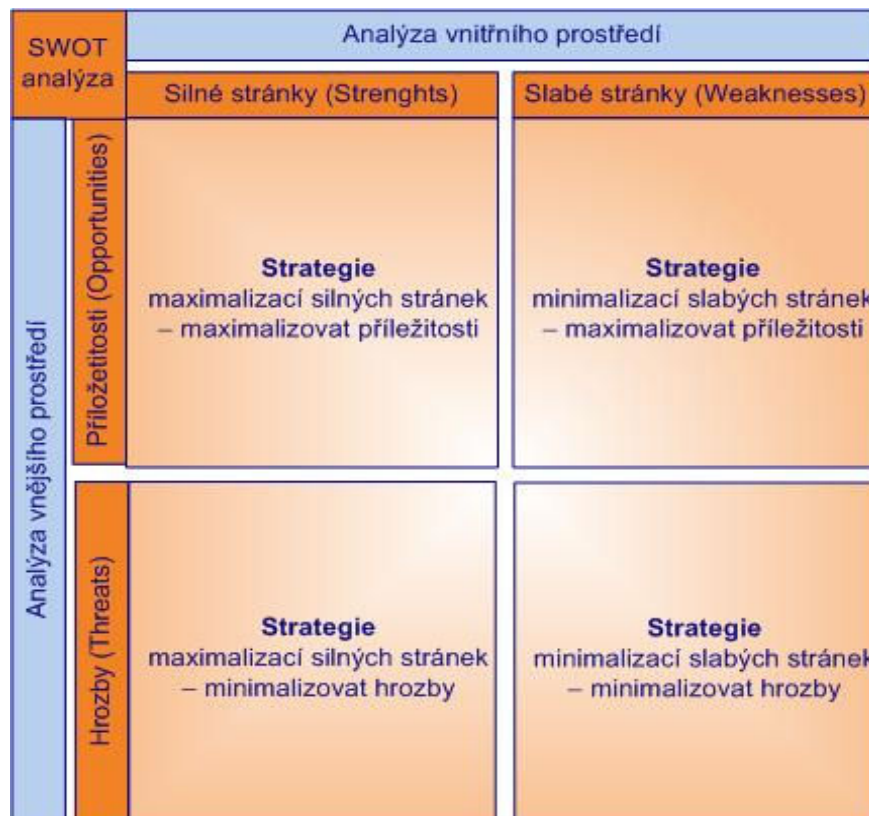 SWOT
analýza
Analýza vnitřního prostředí
Silné stránky (Strenghts)
Slabé stránky (Weaknesses)
Analýza vnějšího prostředí
Příložetitosti (Opportunities)
Strategie
maximalizací silných stránek
– maximalizovat příležitosti
Strategie
minimalizací slabých stránek
– maximalizovat příležitosti
Hrozby (Threats)
Strategie
maximalizací silných stránek
– minimalizovat hrozby
Strategie
minimalizací slabých stránek
– minimalizovat hrozby